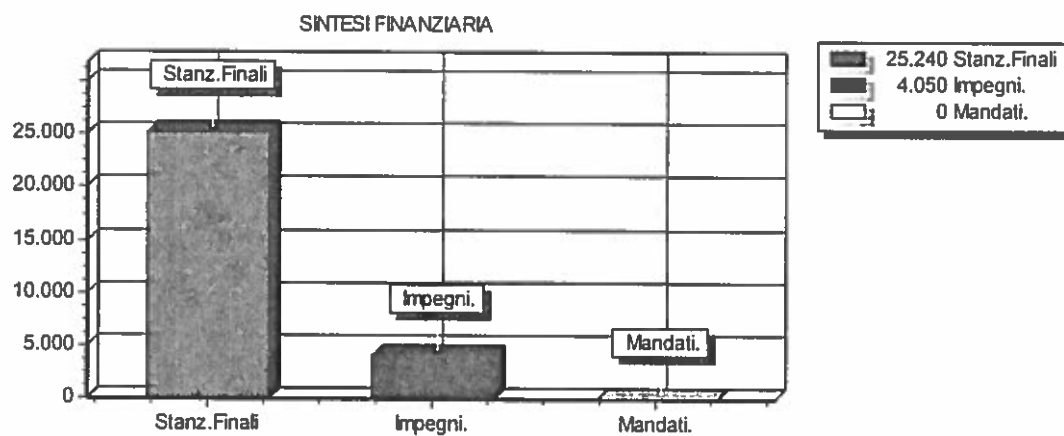 SINTESI FINANZIARIA
25.240 Stanz.Finali
4.050 Impegni.
0 Mandati.
Stanz.Finali
Impegni.
Mandati.
25.000
20.000
15.000
10.000
5.000
0
Stanz.Finali
Impegni.
Mandati.